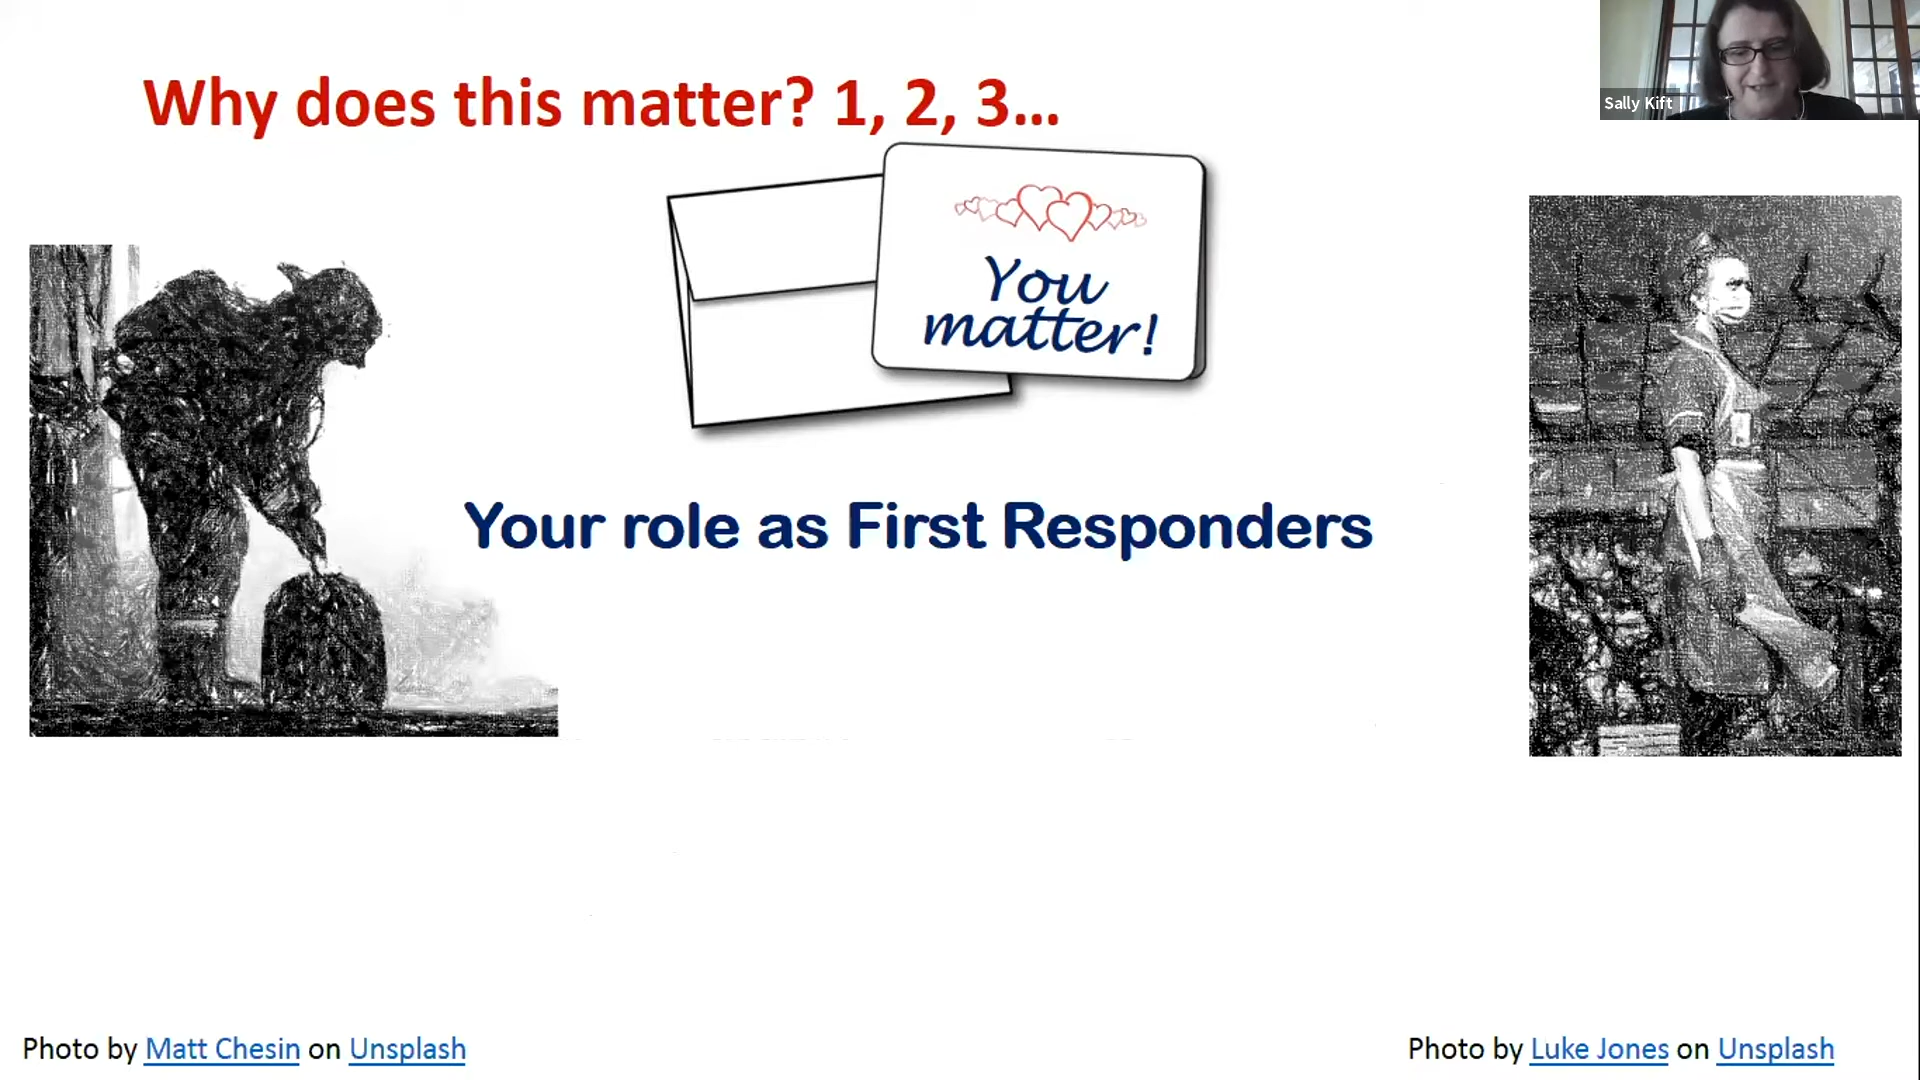 Why does this matter? 1, 2, 3...
Sally Kift
You
matter!
Your role as First Responders
Photo by Matt Chesin on Unsplash
Photo by Luke Jones on Unsplash